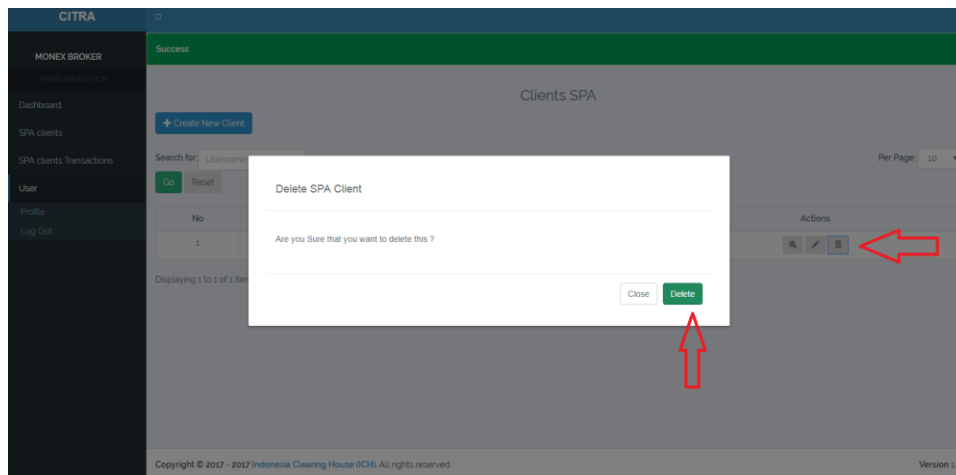 CITRA
MONEX BROKER
MENU NAVIGATION
Dashboard
SPA clients
SPA clients Transactions
User
Profile
Log Out
Success
Clients SPA
+ Create New Client
Search for: Username
Per Page: 10
Go Reset
No Actions
1
Displaying 1 to 1 of 1 item
Delete SPA Client
Are you Sure that you want to delete this ?
Close Delete
Copyright © 2017 - 2017 Indonesia Clearing House (ICH). All rights reserved.
Version 1